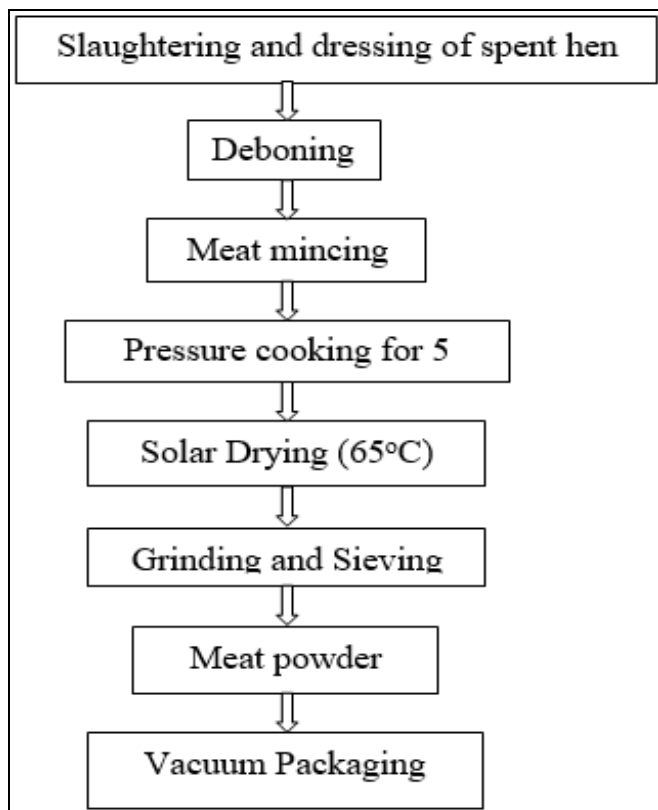 Slaughtering and dressing of spent hen
Deboning
Meat mincing
Pressure cooking for 5
Solar Drying (65°C)
Grinding and Sieving
Meat powder
Vacuum Packaging